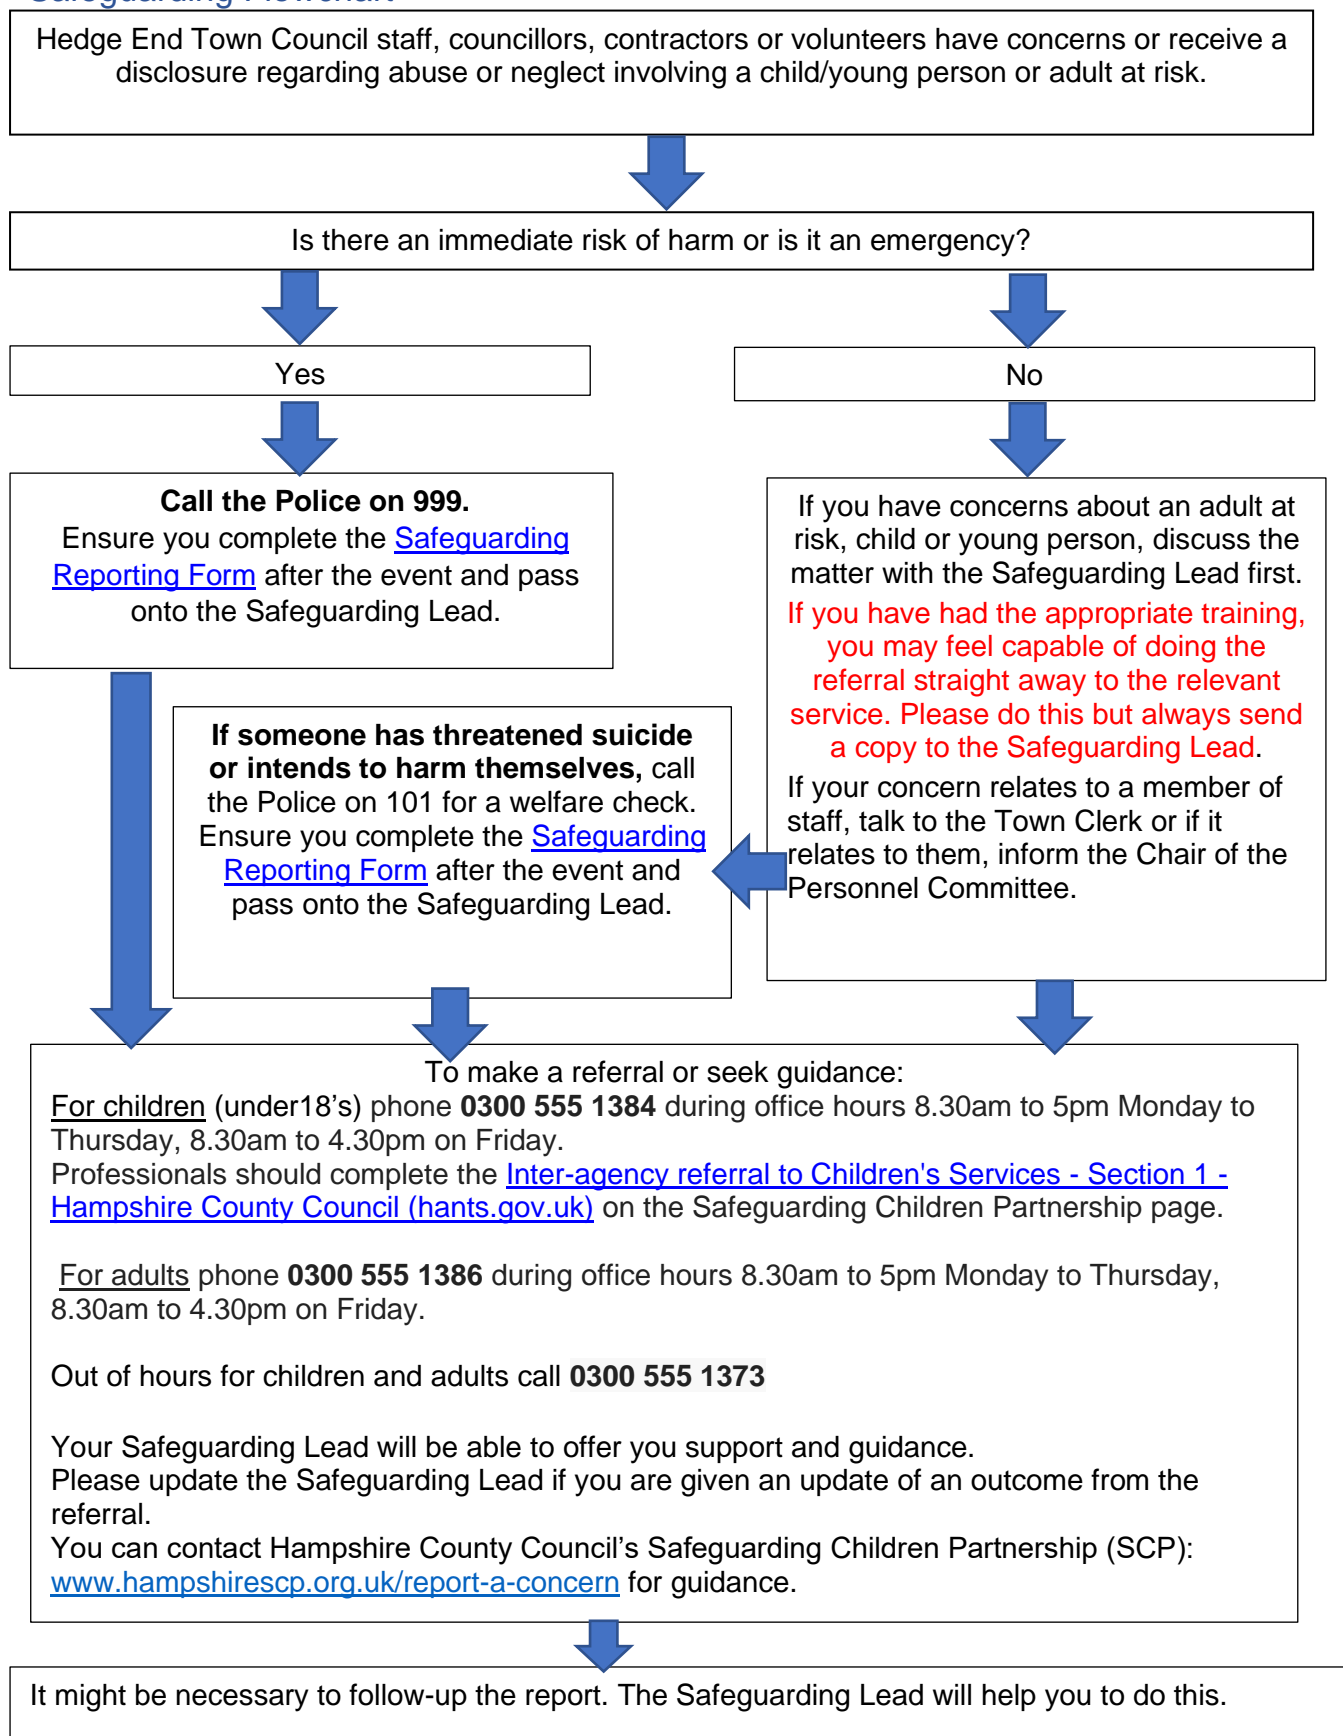 Safeguarding Flowchart
Hedge End Town Council staff, councillors, contractors or volunteers have concerns or receive a
disclosure regarding abuse or neglect involving a child/young person or adult at risk.
Is there an immediate risk of harm or is it an emergency?
Yes
No
Call the Police on 999.
Ensure you complete the Safeguarding
Reporting Form after the event and pass
onto the Safeguarding Lead.
If you have concerns about an adult at
risk, child or young person, discuss the
matter with the Safeguarding Lead first.
If you have had the appropriate training,
you may feel capable of doing the
referral straight away to the relevant
service. Please do this but always send
a copy to the Safeguarding Lead.
If your concern relates to a member of
staff, talk to the Town Clerk or if it
relates to them, inform the Chair of the
Personnel Committee.
If someone has threatened suicide
or intends to harm themselves, call
the Police on 101 for a welfare check.
Ensure you complete the Safeguarding
Reporting Form after the event and
pass onto the Safeguarding Lead.
To make a referral or seek guidance:
For children (under18’s) phone 0300 555 1384 during office hours 8.30am to 5pm Monday to
Thursday, 8.30am to 4.30pm on Friday.
Professionals should complete the Inter-agency referral to Children's Services - Section 1 -
Hampshire County Council (hants.gov.uk) on the Safeguarding Children Partnership page.
For adults phone 0300 555 1386 during office hours 8.30am to 5pm Monday to Thursday,
8.30am to 4.30pm on Friday.
Out of hours for children and adults call 0300 555 1373
Your Safeguarding Lead will be able to offer you support and guidance.
Please update the Safeguarding Lead if you are given an update of an outcome from the
referral.
You can contact Hampshire County Council’s Safeguarding Children Partnership (SCP):
www.hampshirescp.org.uk/report-a-concern for guidance.
It might be necessary to follow-up the report. The Safeguarding Lead will help you to do this.